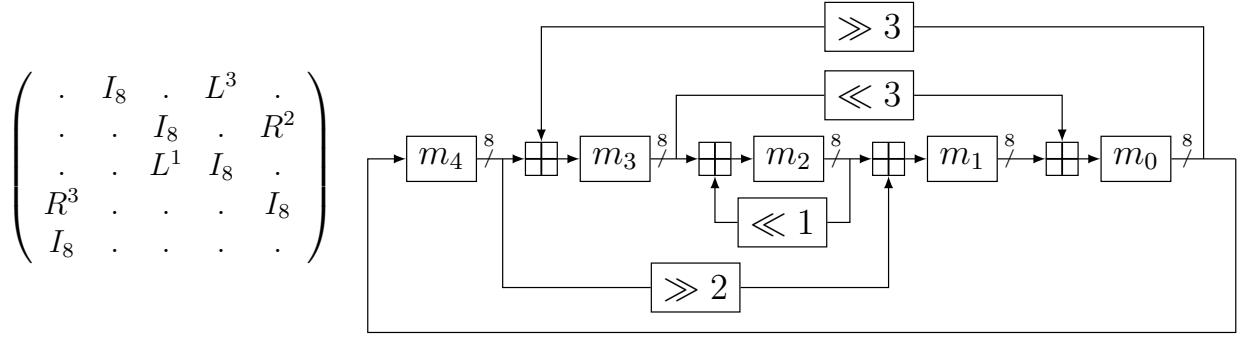 ≫ 3
. I₈ . L³ .
≪ 3
. . I₈ . R²
. . L¹ I₈ .
R³ . . . I₈
I₈ . . . .
m₄ 8 m₃ 8 m₂ 8 m₁ 8 m₀ 8
≪ 1
≫ 2